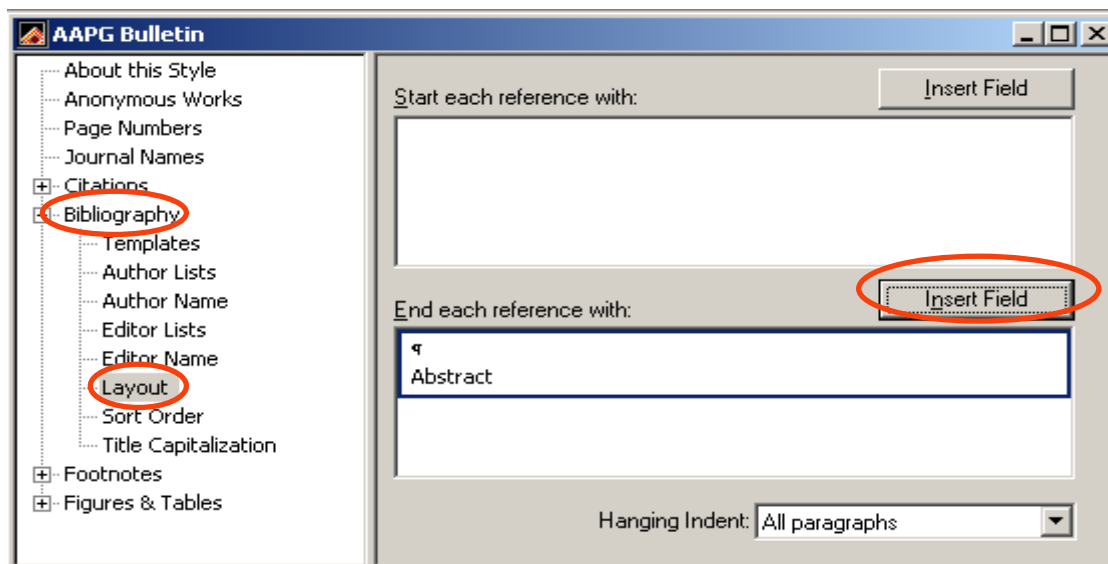 AAPG Bulletin
About this Style
Anonymous Works
Page Numbers
Journal Names
Citations
Bibliography
Templates
Author Lists
Author Name
Editor Lists
Editor Name
Layout
Sort Order
Title Capitalization
Footnotes
Figures & Tables
Start each reference with:
Insert Field
End each reference with:
Insert Field
¶
Abstract
Hanging Indent: All paragraphs